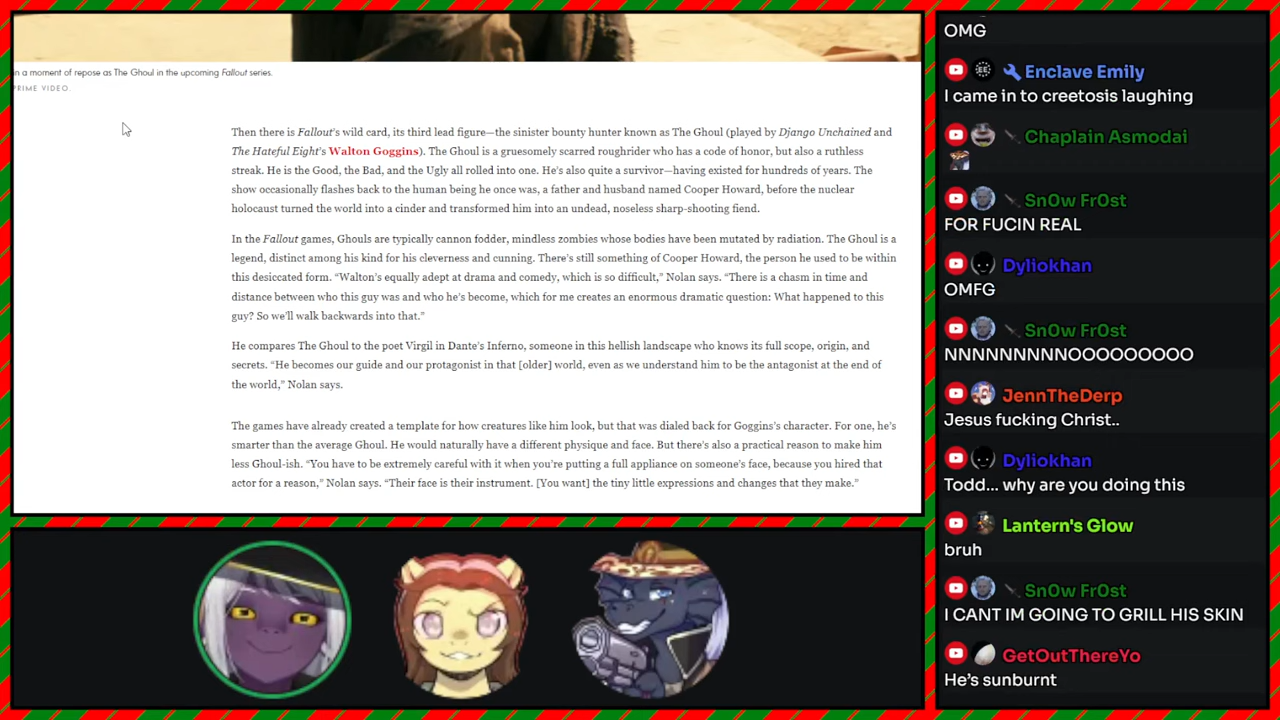 n a moment of repose as The Ghoul in the upcoming Fallout series.
PRIME VIDEO.
Then there is Fallout's wild card, its third lead figure—the sinister bounty hunter known as The Ghoul (played by Django Unchained and
The Hateful Eight's Walton Goggins). The Ghoul is a gruesomely scarred roughrider who has a code of honor, but also a ruthless
streak. He is the Good, the Bad, and the Ugly all rolled into one. He's also quite a survivor—having existed for hundreds of years. The
show occasionally flashes back to the human being he once was, a father and husband named Cooper Howard, before the nuclear
holocaust turned the world into a cinder and transformed him into an undead, noseless sharp-shooting fiend.
In the Fallout games, Ghouls are typically cannon fodder, mindless zombies whose bodies have been mutated by radiation. The Ghoul is a
legend, distinct among his kind for his cleverness and cunning. There's still something of Cooper Howard, the person he used to be within
this desiccated form. “Walton's equally adept at drama and comedy, which is so difficult,” Nolan says. “There is a chasm in time and
distance between who this guy was and who he's become, which for me creates an enormous dramatic question: What happened to this
guy? So we'll walk backwards into that.”
He compares The Ghoul to the poet Virgil in Dante's Inferno, someone in this hellish landscape who knows its full scope, origin, and
secrets. “He becomes our guide and our protagonist in that [older] world, even as we understand him to be the antagonist at the end of
the world,” Nolan says.
The games have already created a template for how creatures like him look, but that was dialed back for Goggins's character. For one, he's
smarter than the average Ghoul. He would naturally have a different physique and face. But there's also a practical reason to make him
less Ghoul-ish. “You have to be extremely careful with it when you're putting a full appliance on someone's face, because you hired that
actor for a reason,” Nolan says. “Their face is their instrument. [You want] the tiny little expressions and changes that they make.”
OMG
Enclave Emily
I came in to creetosis laughing
Chaplain Asmodai
Sn0w Fr0st
FOR FUCIN REAL
Dyliokhan
OMFG
Sn0w Fr0st
NNNNNNNNNOOOOOOOOO
JennTheDerp
Jesus fucking Christ..
Dyliokhan
Todd... why are you doing this
Lantern's Glow
bruh
Sn0w Fr0st
I CANT IM GOING TO GRILL HIS SKIN
GetOutThereYo
He’s sunburnt